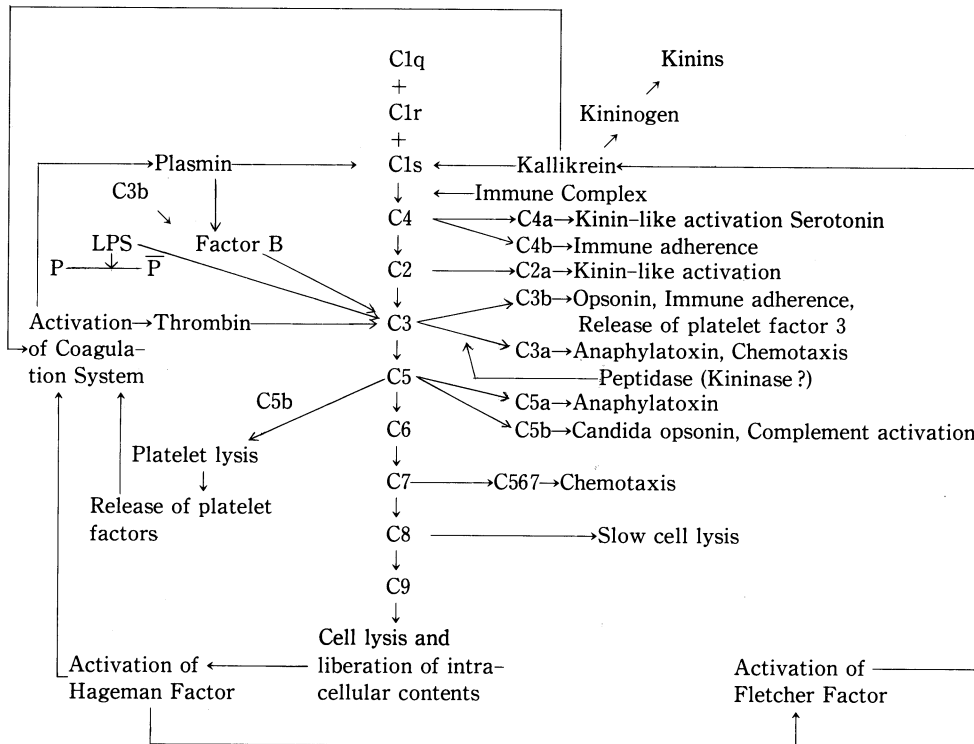 C1q
Kinins
+
C1r
Kininogen
+
Plasmin
C1s
Kallikrein
C3b
Immune Complex
C4
C4a→Kinin-like activation Serotonin
LPS
Factor B
C4b→Immune adherence
P
P̅
C2
C2a→Kinin-like activation
C3b→Opsonin, Immune adherence,
Release of platelet factor 3
Activation→Thrombin
of Coagula-
tion System
C3
C3a→Anaphylatoxin, Chemotaxis
Peptidase (Kininase?)
C5
C5b
C5a→Anaphylatoxin
C5b→Candida opsonin, Complement activation
C6
Platelet lysis
C7
C567→Chemotaxis
Release of platelet
factors
C8
Slow cell lysis
C9
Cell lysis and
liberation of intra-
cellular contents
Activation of
Hageman Factor
Activation of
Fletcher Factor